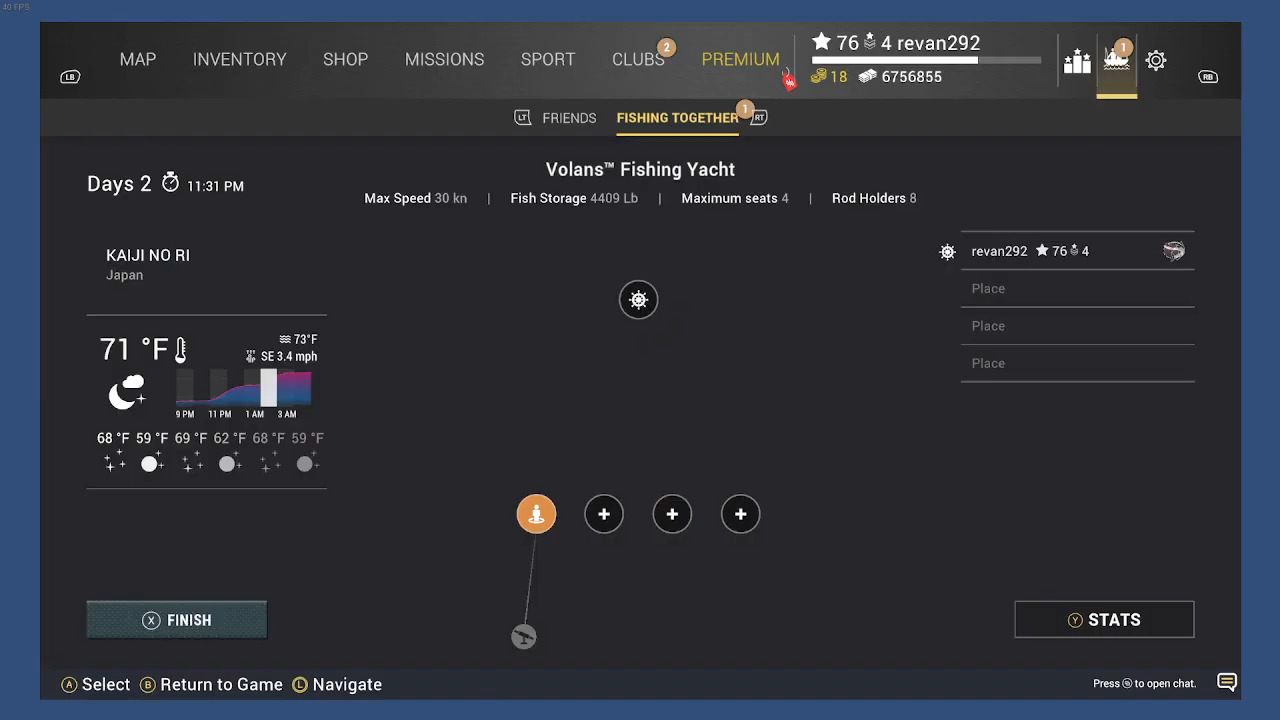 40 FPS
LB
MAP
INVENTORY
SHOP
MISSIONS
SPORT
CLUBS
2
PREMIUM
%
76 4 revan292
18 6756855
1
RB
LT
FRIENDS
FISHING TOGETHER
1
RT
Days 2 11:31 PM
Volans™ Fishing Yacht
Max Speed 30 kn | Fish Storage 4409 Lb | Maximum seats 4 | Rod Holders 8
KAIJI NO RI
Japan
71 °F
73°F
SE 3.4 mph
9 PM 11 PM 1 AM 3 AM
68 °F 59 °F 69 °F 62 °F 68 °F 59 °F
revan292 76 4
Place
Place
Place
X FINISH
Y STATS
A Select B Return to Game L Navigate
Press to open chat.